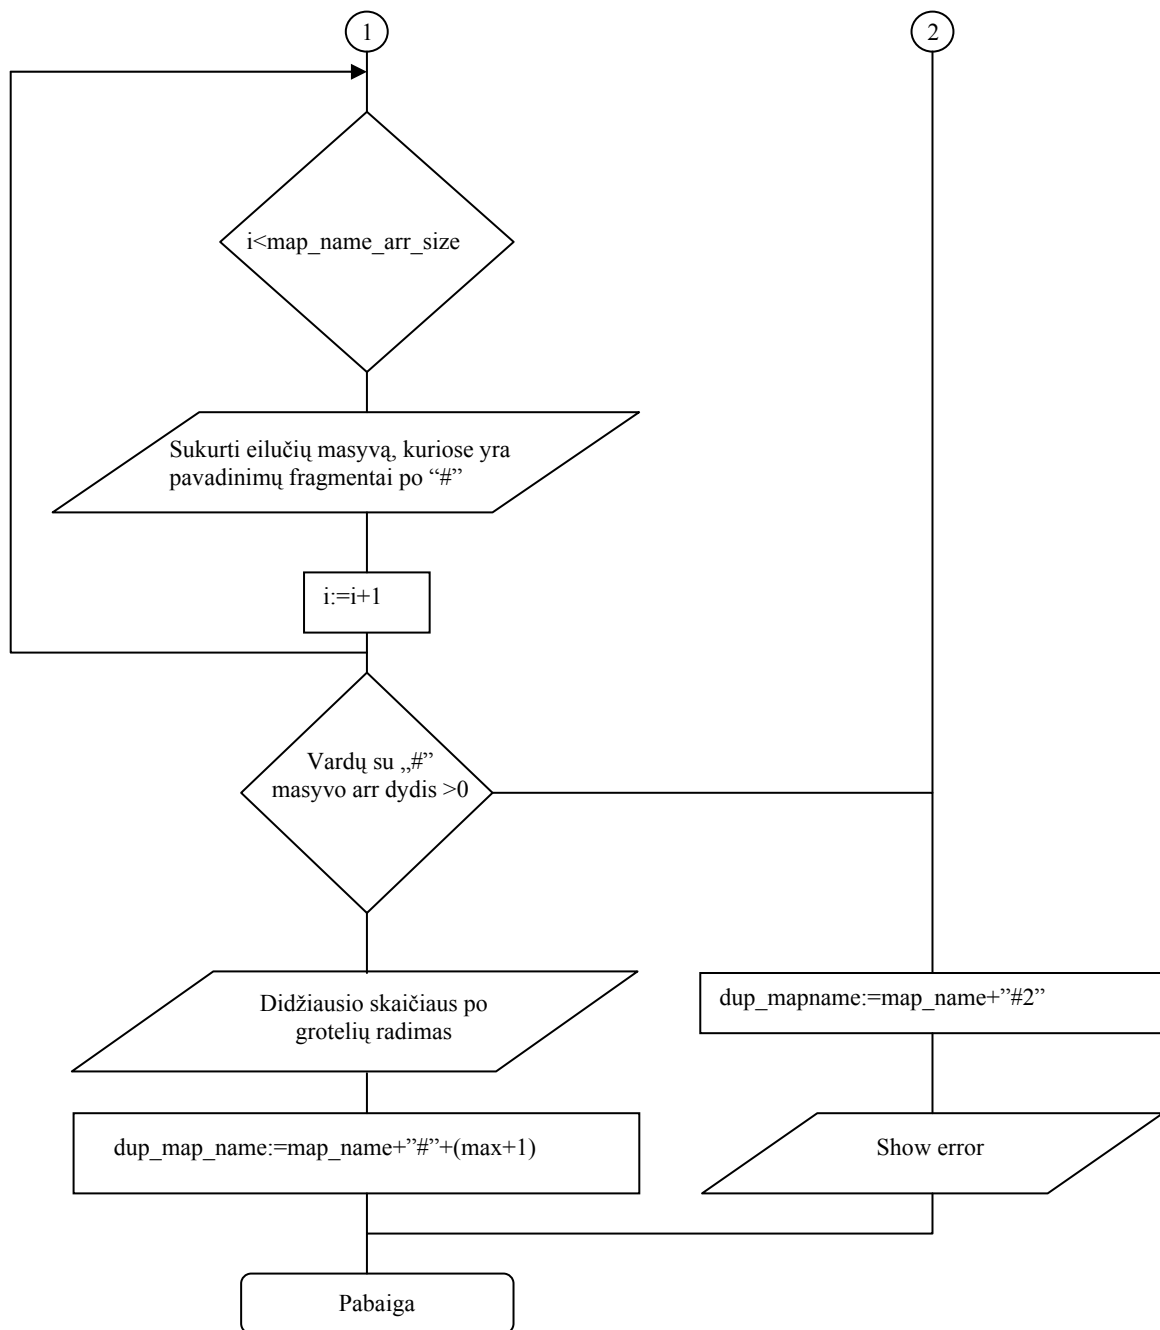 1
2
i<map_name_arr_size
Sukurti eilučių masyvą, kuriose yra
pavadinimų fragmentai po “#”
i:=i+1
Vardų su „#”
masyvo arr dydis >0
Didžiausio skaičiaus po
grotelių radimas
dup_mapname:=map_name+”#2”
dup_map_name:=map_name+”#”+(max+1)
Show error
Pabaiga